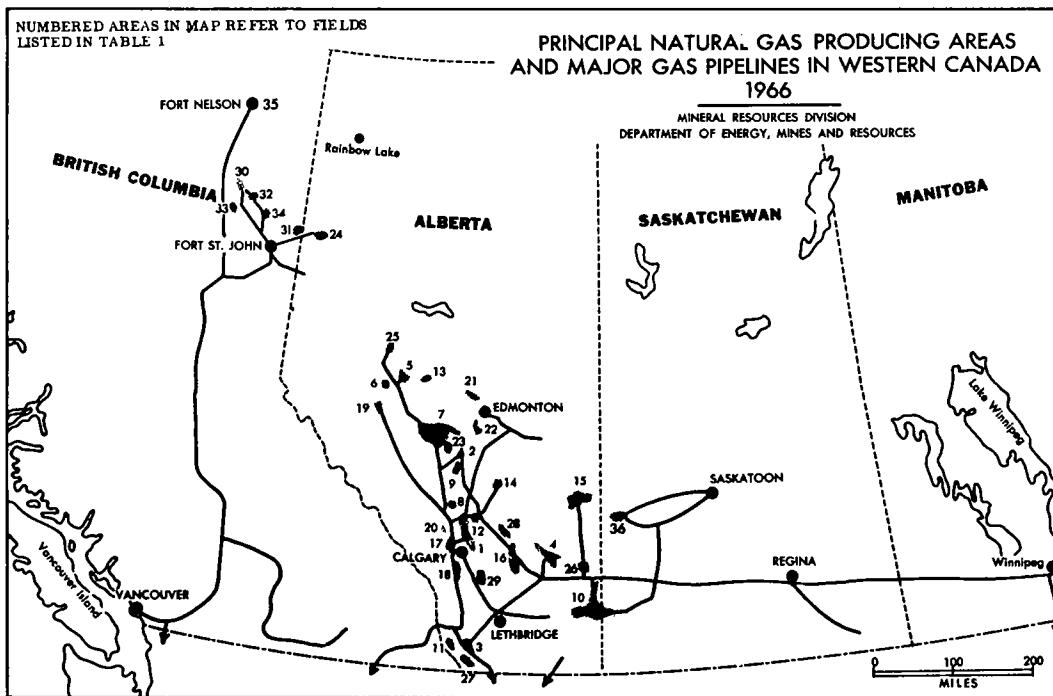 NUMBERED AREAS IN MAP REFER TO FIELDS
LISTED IN TABLE 1
PRINCIPAL NATURAL GAS PRODUCING AREAS
AND MAJOR GAS PIPELINES IN WESTERN CANADA
1966
MINERAL RESOURCES DIVISION
DEPARTMENT OF ENERGY, MINES AND RESOURCES
FORT NELSON 35
Rainbow Lake
BRITISH COLUMBIA
30
32
33
34
ALBERTA
SASKATCHEWAN
MANITOBA
31
24
FORT ST. JOHN
25
5
13
6
21
19
EDMONTON
7
22
23
2
Lake Winnipeg
9
14
15
SASKATOON
8
20
12
28
36
17
CALGARY
1
16
4
18
29
26
REGINA
Winnipeg
10
Vancouver Island
VANCOUVER
LETHBRIDGE
11
3
27
0 100 200
MILES